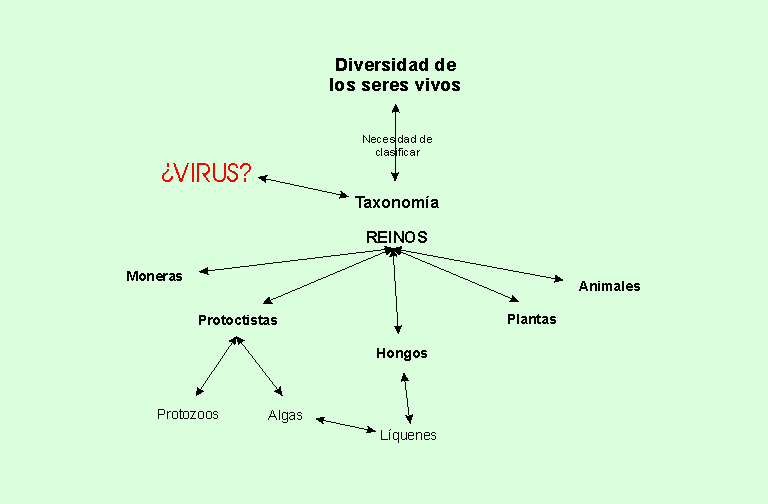 Diversidad de
los seres vivos
Necesidad de
clasificar
¿VIRUS?
Taxonomía
REINOS
Moneras
Animales
Protoctistas
Plantas
Hongos
Protozoos
Algas
Líquenes